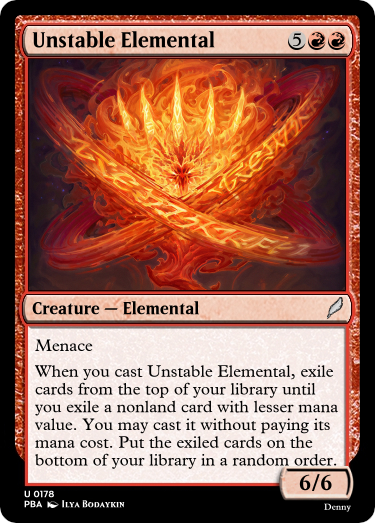 Unstable Elemental 5
Creature — Elemental
Menace
When you cast Unstable Elemental, exile
cards from the top of your library until
you exile a nonland card with lesser mana
value. You may cast it without paying its
mana cost. Put the exiled cards on the
bottom of your library in a random order.
6/6
U 0178
PBA Ilya Bodaykin
Denny